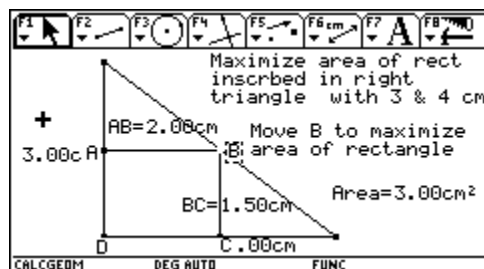 F1 F2 F3 F4 F5 F6 cm F7 A F8
Maximize area of rect
inscrbed in right
triangle with 3 & 4 cm
AB=2.00cm
Move B to maximize
area of rectangle
3.00c A
B
BC=1.50cm
Area=3.00cm²
D
C .00cm
CALCGEOM DEG AUTO FUNC